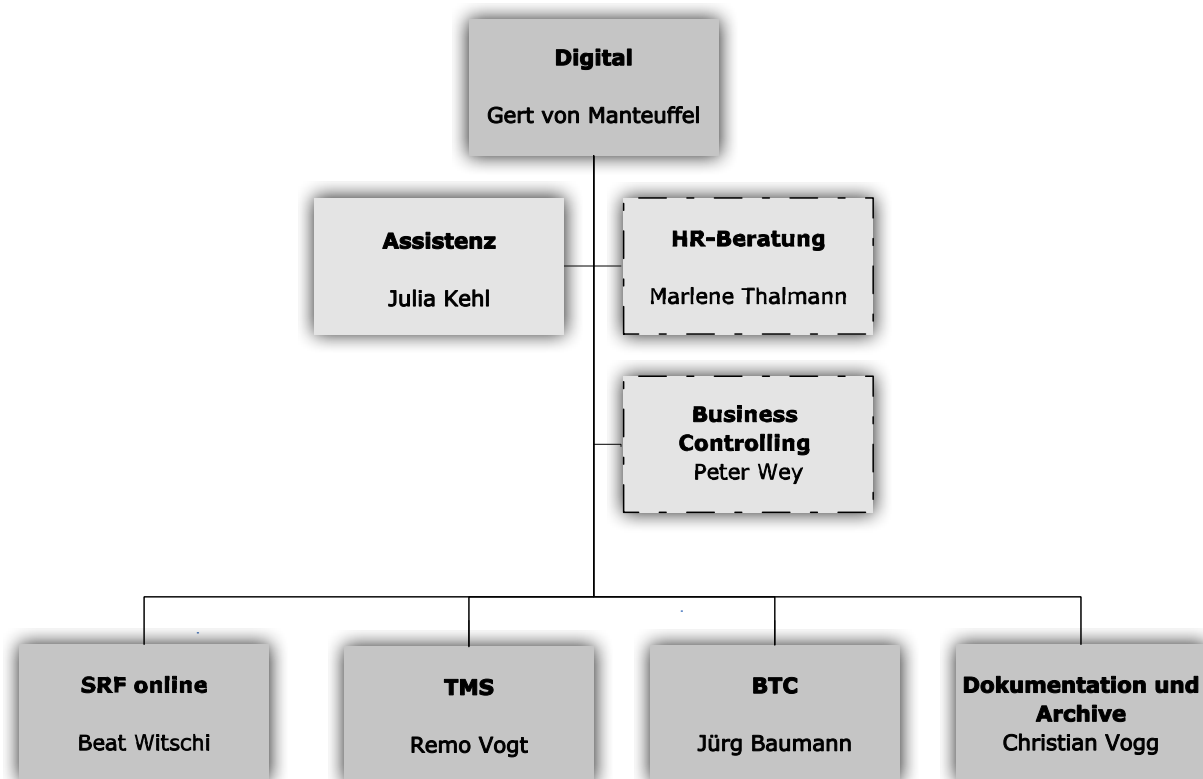 Digital
Gert von Manteuffel
Assistenz
Julia Kehl
HR-Beratung
Marlene Thalmann
Business
Controlling
Peter Wey
SRF online
Beat Witschi
TMS
Remo Vogt
BTC
Jürg Baumann
Dokumentation und
Archive
Christian Vogg